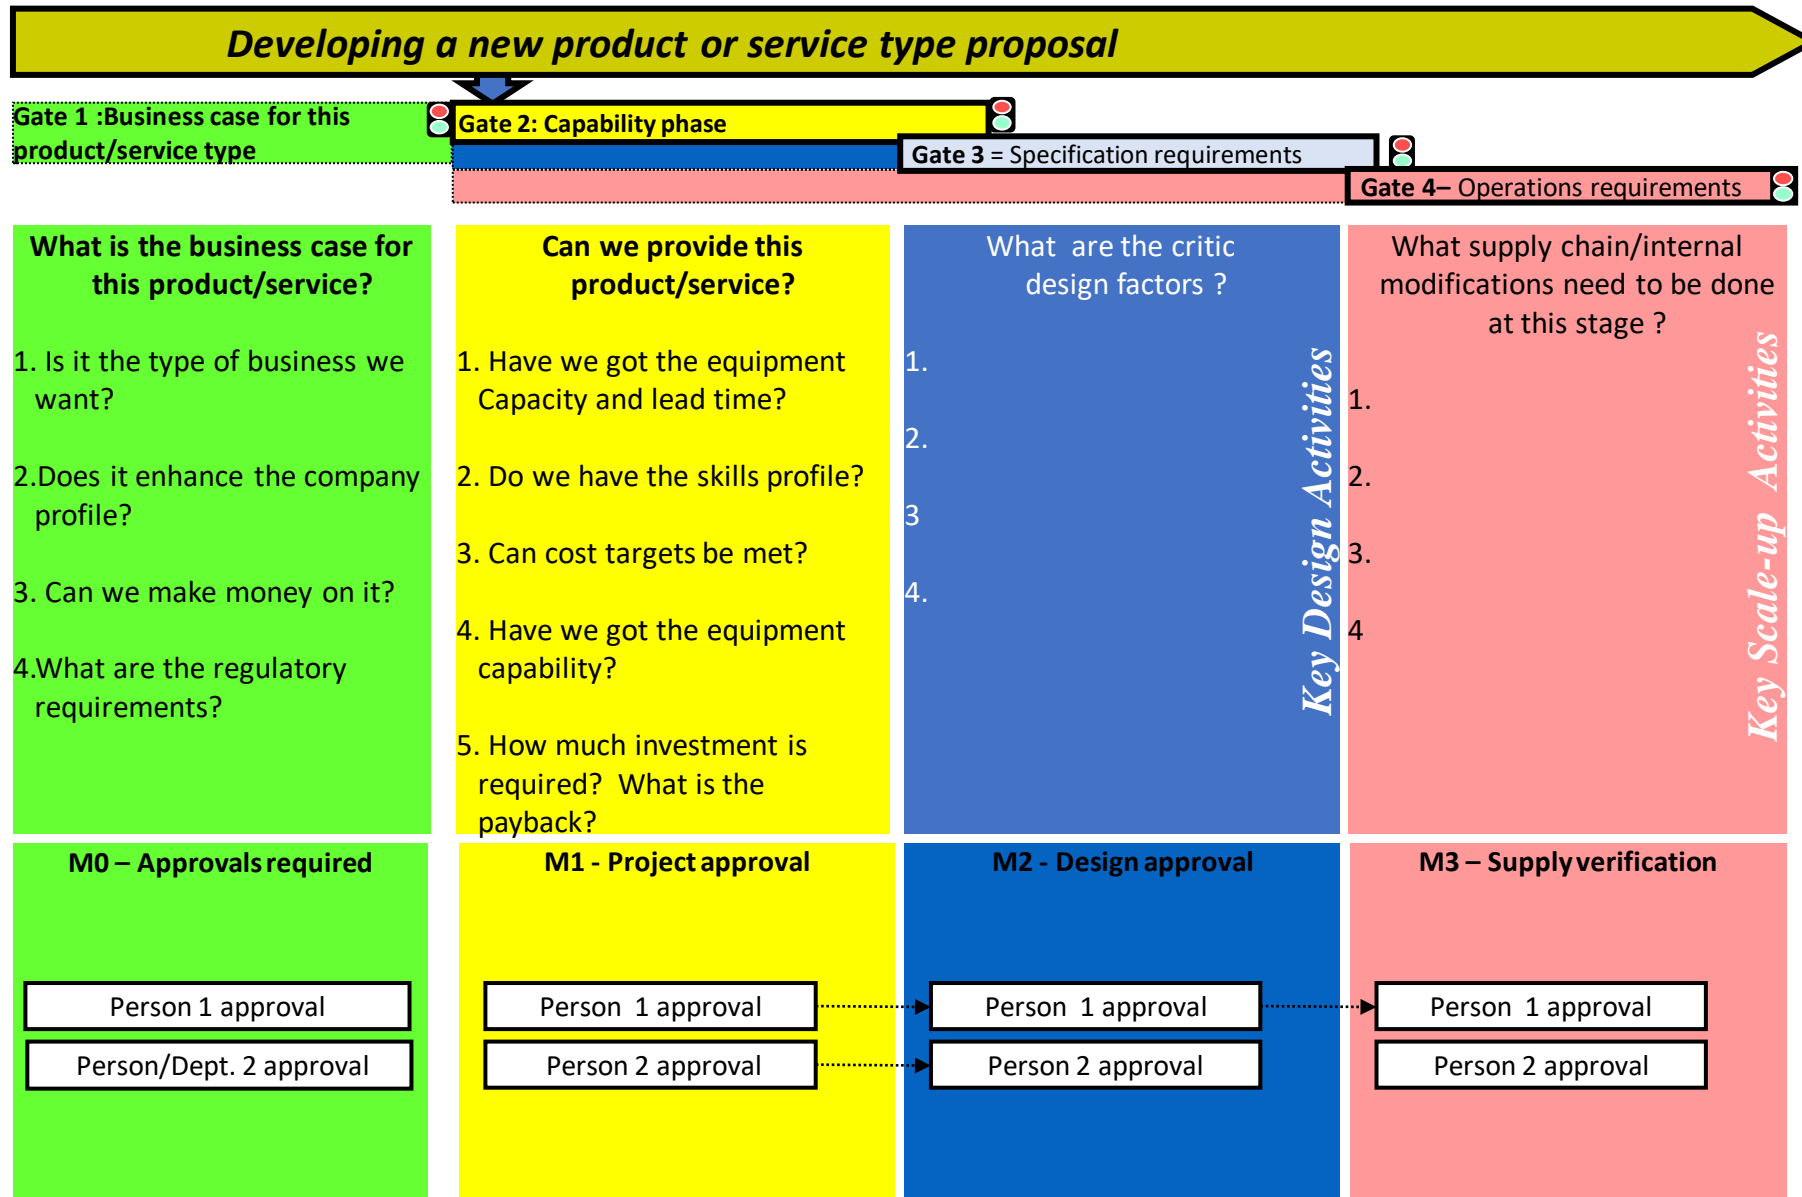 Developing a new product or service type proposal
Gate 1 :Business case for this
product/service type
Gate 2: Capability phase
Gate 3 = Specification requirements
Gate 4– Operations requirements
What is the business case for
this product/service?
1. Is it the type of business we
want?
2.Does it enhance the company
profile?
3. Can we make money on it?
4.What are the regulatory
requirements?
Can we provide this
product/service?
1. Have we got the equipment
Capacity and lead time?
2. Do we have the skills profile?
3. Can cost targets be met?
4. Have we got the equipment
capability?
5. How much investment is
required? What is the
payback?
What are the critic
design factors ?
1.
2.
3
4.
Key Design Activities
What supply chain/internal
modifications need to be done
at this stage ?
1.
2.
3.
4
Key Scale-up Activities
M0 – Approvals required
Person 1 approval
Person/Dept. 2 approval
M1 - Project approval
Person 1 approval
Person 2 approval
M2 - Design approval
Person 1 approval
Person 2 approval
M3 – Supply verification
Person 1 approval
Person 2 approval